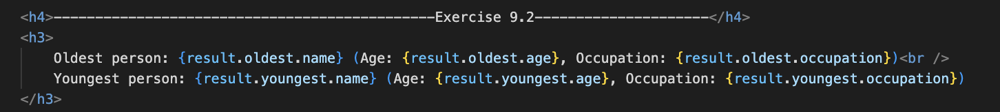 <h4>----------------------------------------------Exercise 9.2---------------------</h4>
<h3>
Oldest person: {result.oldest.name} (Age: {result.oldest.age}, Occupation: {result.oldest.occupation})<br />
Youngest person: {result.youngest.name} (Age: {result.youngest.age}, Occupation: {result.youngest.occupation})
</h3>